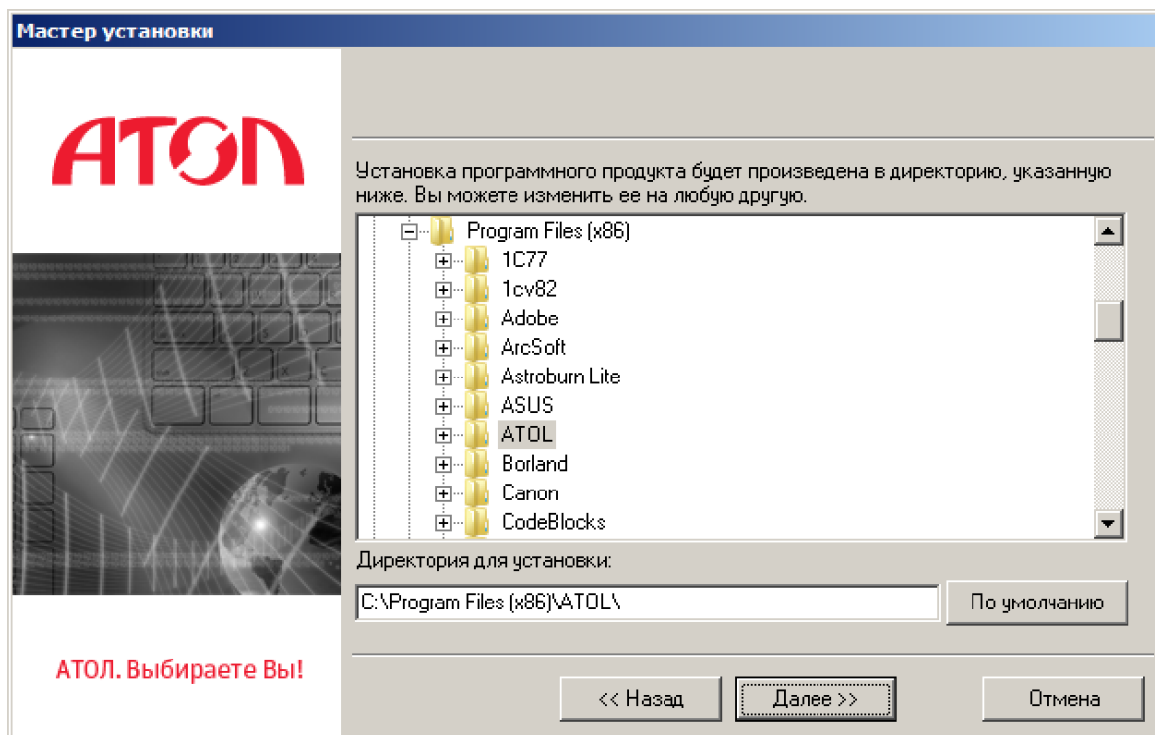 Мастер установки
АТОЛ
Установка программного продукта будет произведена в директорию, указанную
ниже. Вы можете изменить ее на любую другую.
Program Files (x86)
1C77
1cv82
Adobe
ArcSoft
Astroburn Lite
ASUS
ATOL
Borland
Canon
CodeBlocks
Директория для установки:
C:\Program Files (x86)\ATOL\
По умолчанию
АТОЛ. Выбираете Вы!
<< Назад
Далее >>
Отмена